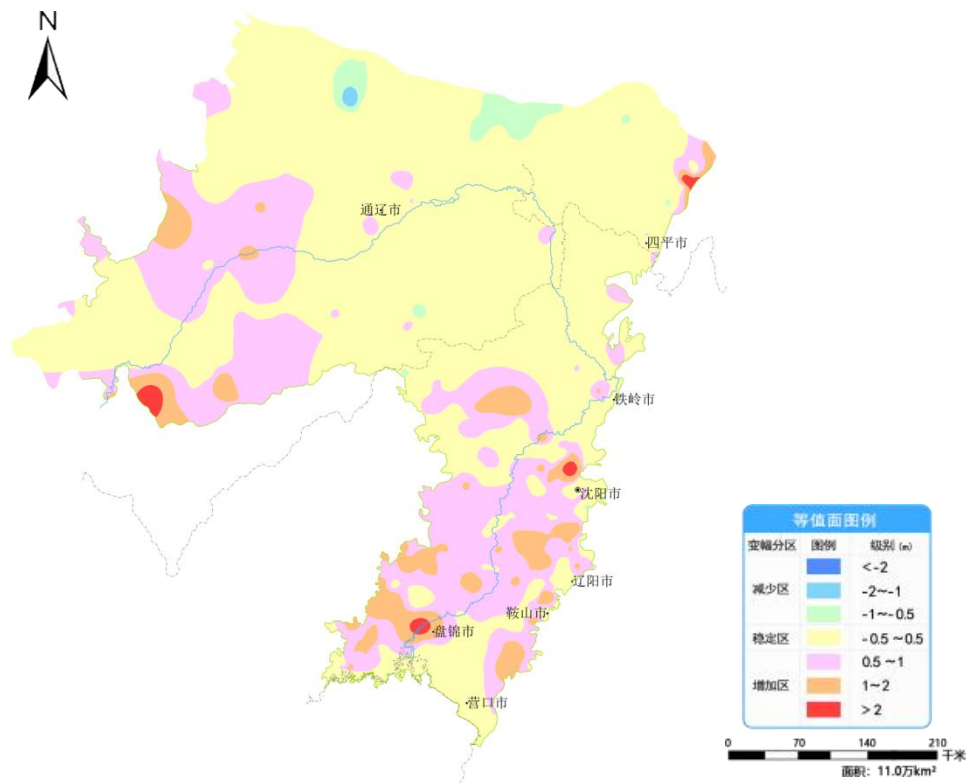 N
通辽市
四平市
铁岭市
沈阳市
辽阳市
鞍山市
盘锦市
营口市
等值面图例
变幅分区 图例 级别 (m)
减少区
<-2
-2~-1
-1~-0.5
稳定区 -0.5~0.5
增加区
0.5~1
1~2
>2
0 70 140 210
千米
面积：11.0万km²